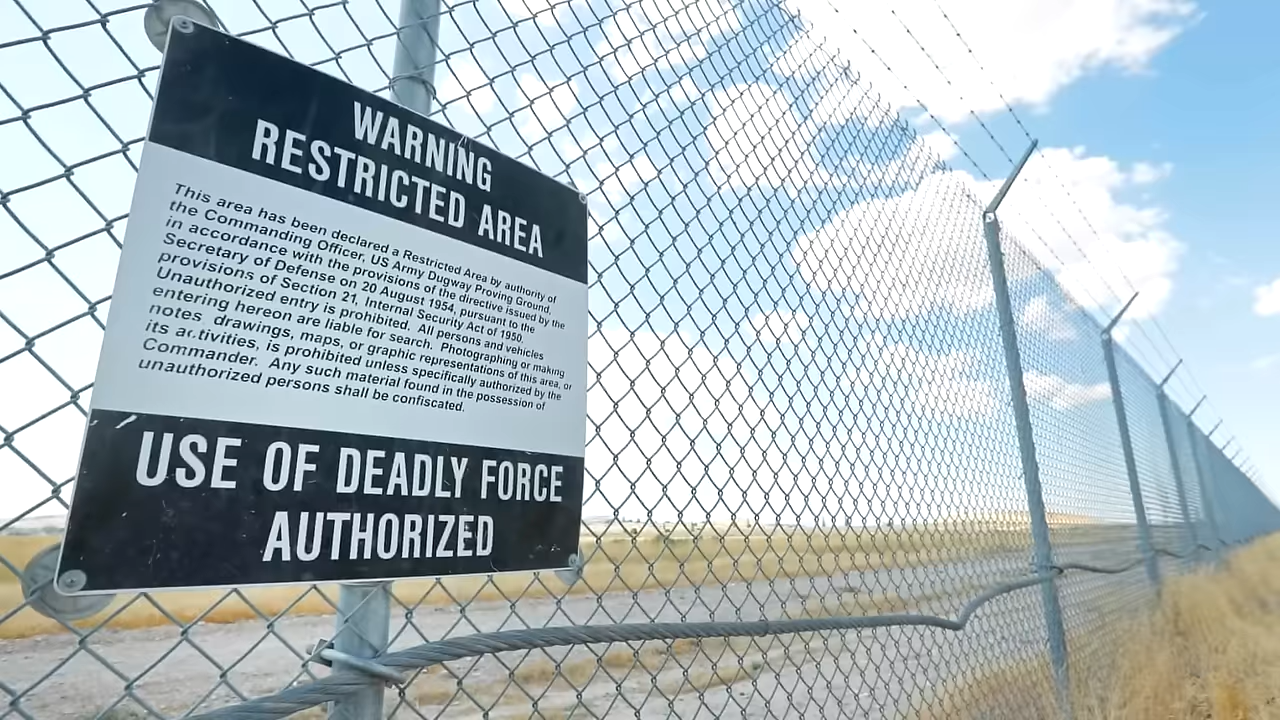 WARNING
RESTRICTED AREA
This area has been declared a Restricted Area by authority of
the Commanding Officer, US Army Dugway Proving Ground,
in accordance with the provisions of the directive issued by the
Secretary of Defense on 20 August 1954, pursuant to the
provisions of Section 21, Internal Security Act of 1950.
Unauthorized entry is prohibited. All persons and vehicles
entering hereon are liable for search. Photographing or making
notes, drawings, maps, or graphic representations of this area, or
its activities, is prohibited unless specifically authorized by the
Commander. Any such material found in the possession of
unauthorized persons shall be confiscated.
USE OF DEADLY FORCE
AUTHORIZED